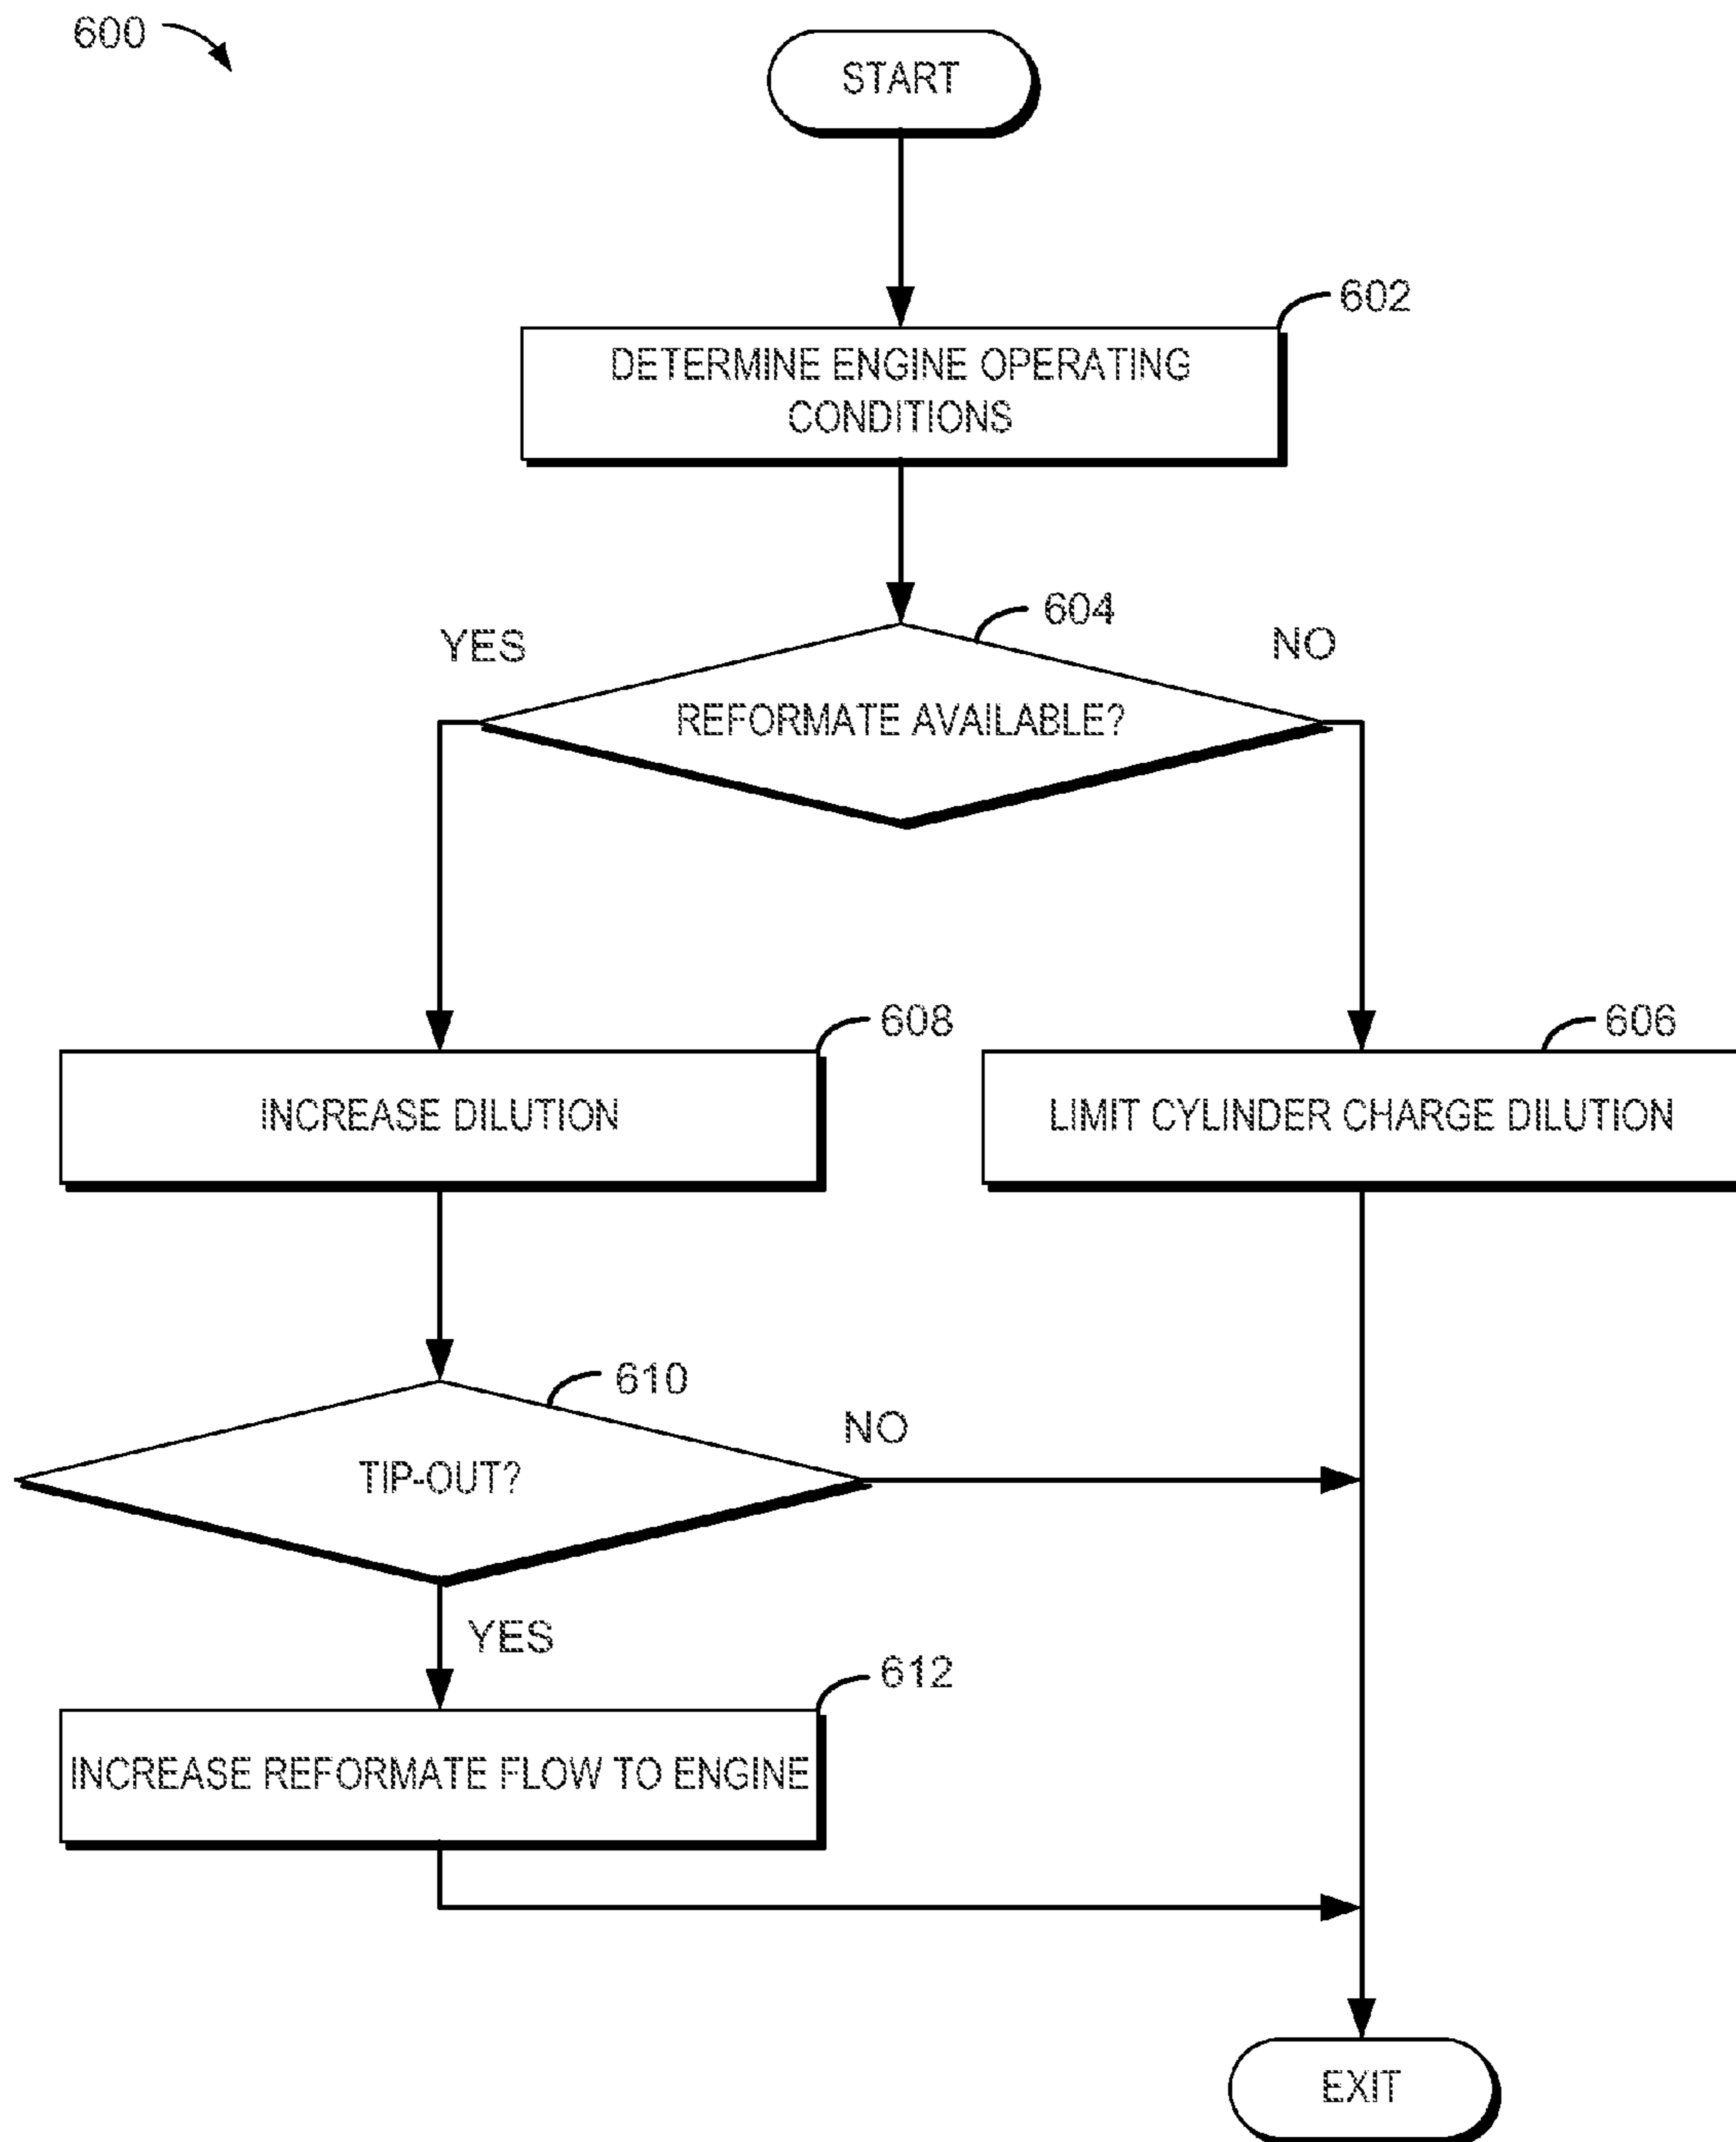 600
START
602
DETERMINE ENGINE OPERATING
CONDITIONS
604
YES
NO
REFORMATE AVAILABLE?
608
606
INCREASE DILUTION
LIMIT CYLINDER CHARGE DILUTION
610
NO
TIP-OUT?
YES
612
INCREASE REFORMATE FLOW TO ENGINE
EXIT